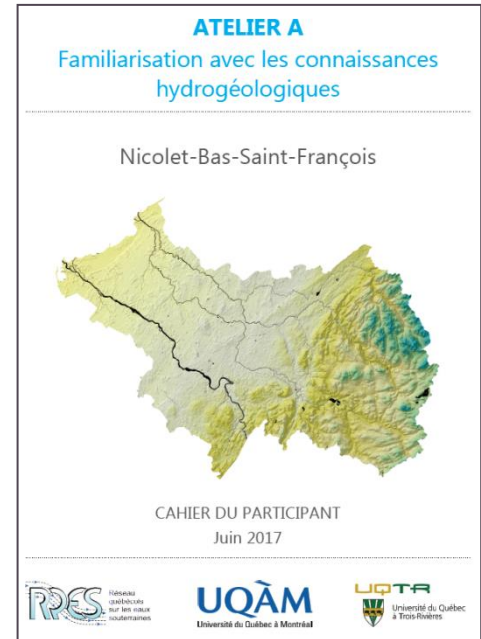 ATELIER A
Familiarisation avec les connaissances
hydrogéologiques
Nicolet-Bas-Saint-François
CAHIER DU PARTICIPANT
Juin 2017
RQES
Réseau
québécois
sur les eaux
souterraines
UQÀM
Université du Québec à Montréal
UQTR
Université du Québec
à Trois-Rivières